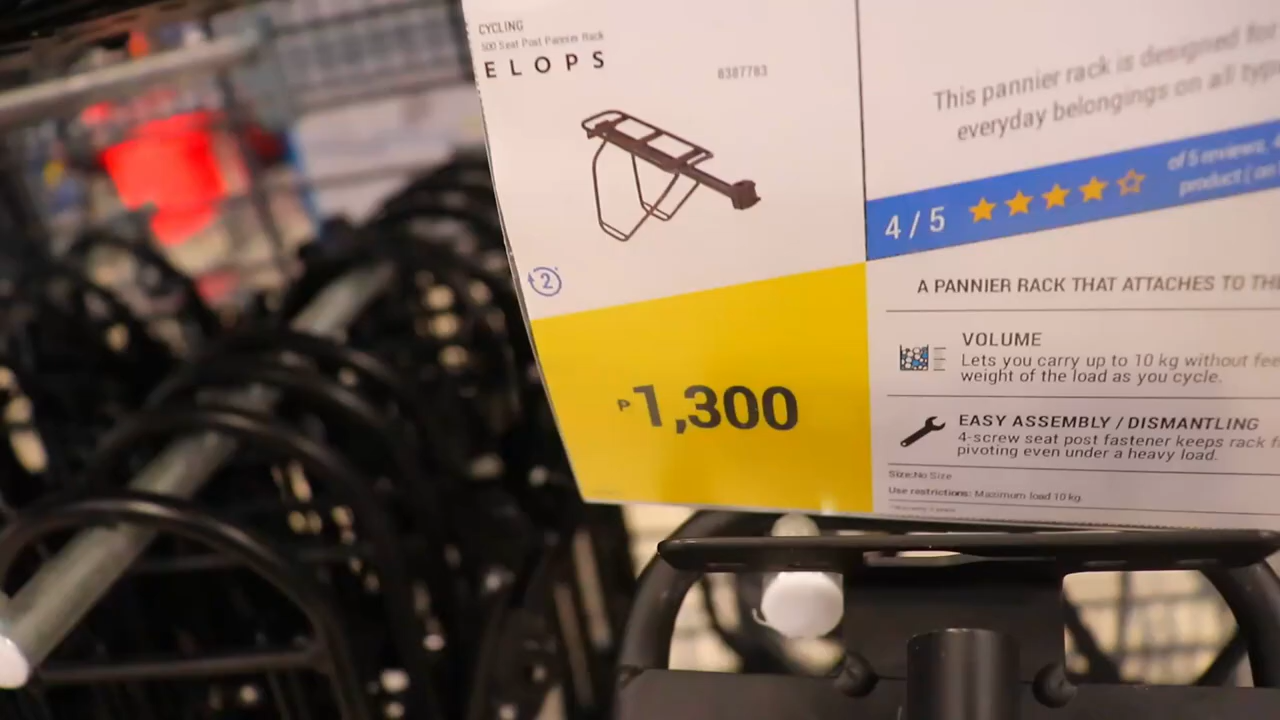 CYCLING
500 Seat Post Pannier Rack
ELOPS
8387783
2
₱1,300
This pannier rack is designed for
everyday belongings on all typ
4 / 5
of 5 reviews, 4
product ( on
A PANNIER RACK THAT ATTACHES TO TH
VOLUME
Lets you carry up to 10 kg without fee
weight of the load as you cycle.
EASY ASSEMBLY / DISMANTLING
4-screw seat post fastener keeps rack f
pivoting even under a heavy load.
Size:No Size
Use restrictions: Maximum load 10 kg.